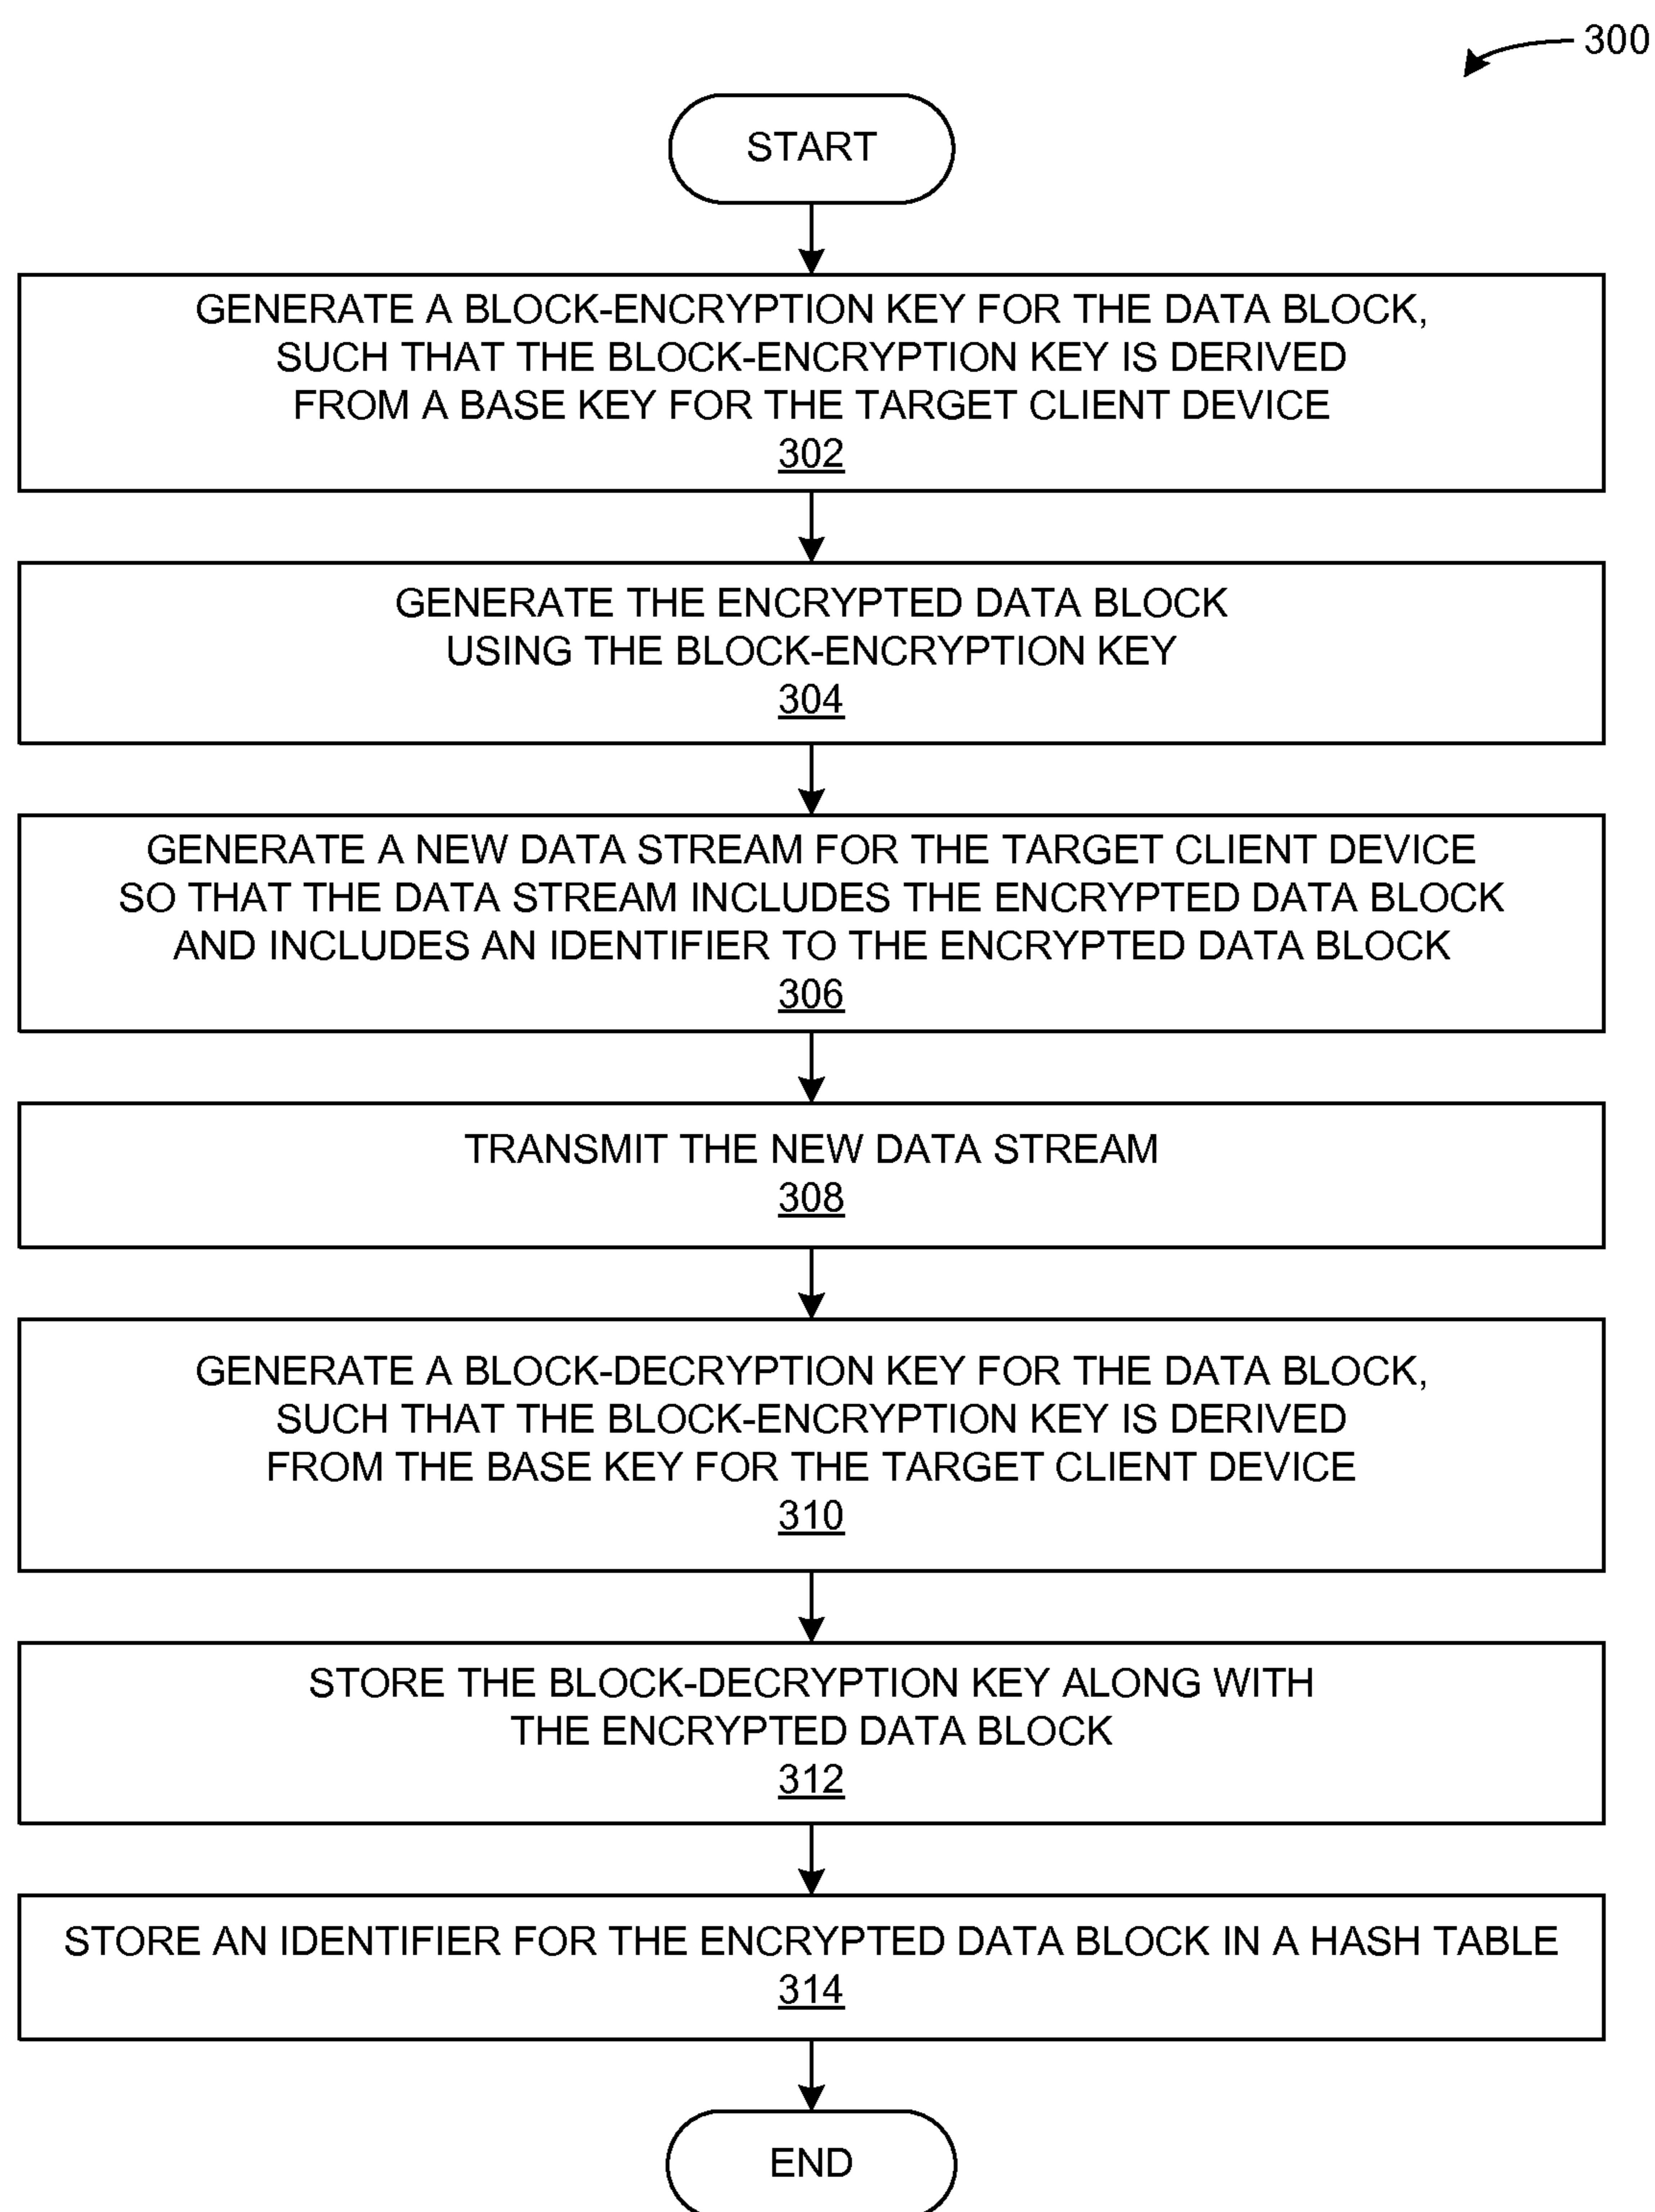 300
START
GENERATE A BLOCK-ENCRYPTION KEY FOR THE DATA BLOCK,
SUCH THAT THE BLOCK-ENCRYPTION KEY IS DERIVED
FROM A BASE KEY FOR THE TARGET CLIENT DEVICE
302
GENERATE THE ENCRYPTED DATA BLOCK
USING THE BLOCK-ENCRYPTION KEY
304
GENERATE A NEW DATA STREAM FOR THE TARGET CLIENT DEVICE
SO THAT THE DATA STREAM INCLUDES THE ENCRYPTED DATA BLOCK
AND INCLUDES AN IDENTIFIER TO THE ENCRYPTED DATA BLOCK
306
TRANSMIT THE NEW DATA STREAM
308
GENERATE A BLOCK-DECRYPTION KEY FOR THE DATA BLOCK,
SUCH THAT THE BLOCK-ENCRYPTION KEY IS DERIVED
FROM THE BASE KEY FOR THE TARGET CLIENT DEVICE
310
STORE THE BLOCK-DECRYPTION KEY ALONG WITH
THE ENCRYPTED DATA BLOCK
312
STORE AN IDENTIFIER FOR THE ENCRYPTED DATA BLOCK IN A HASH TABLE
314
END